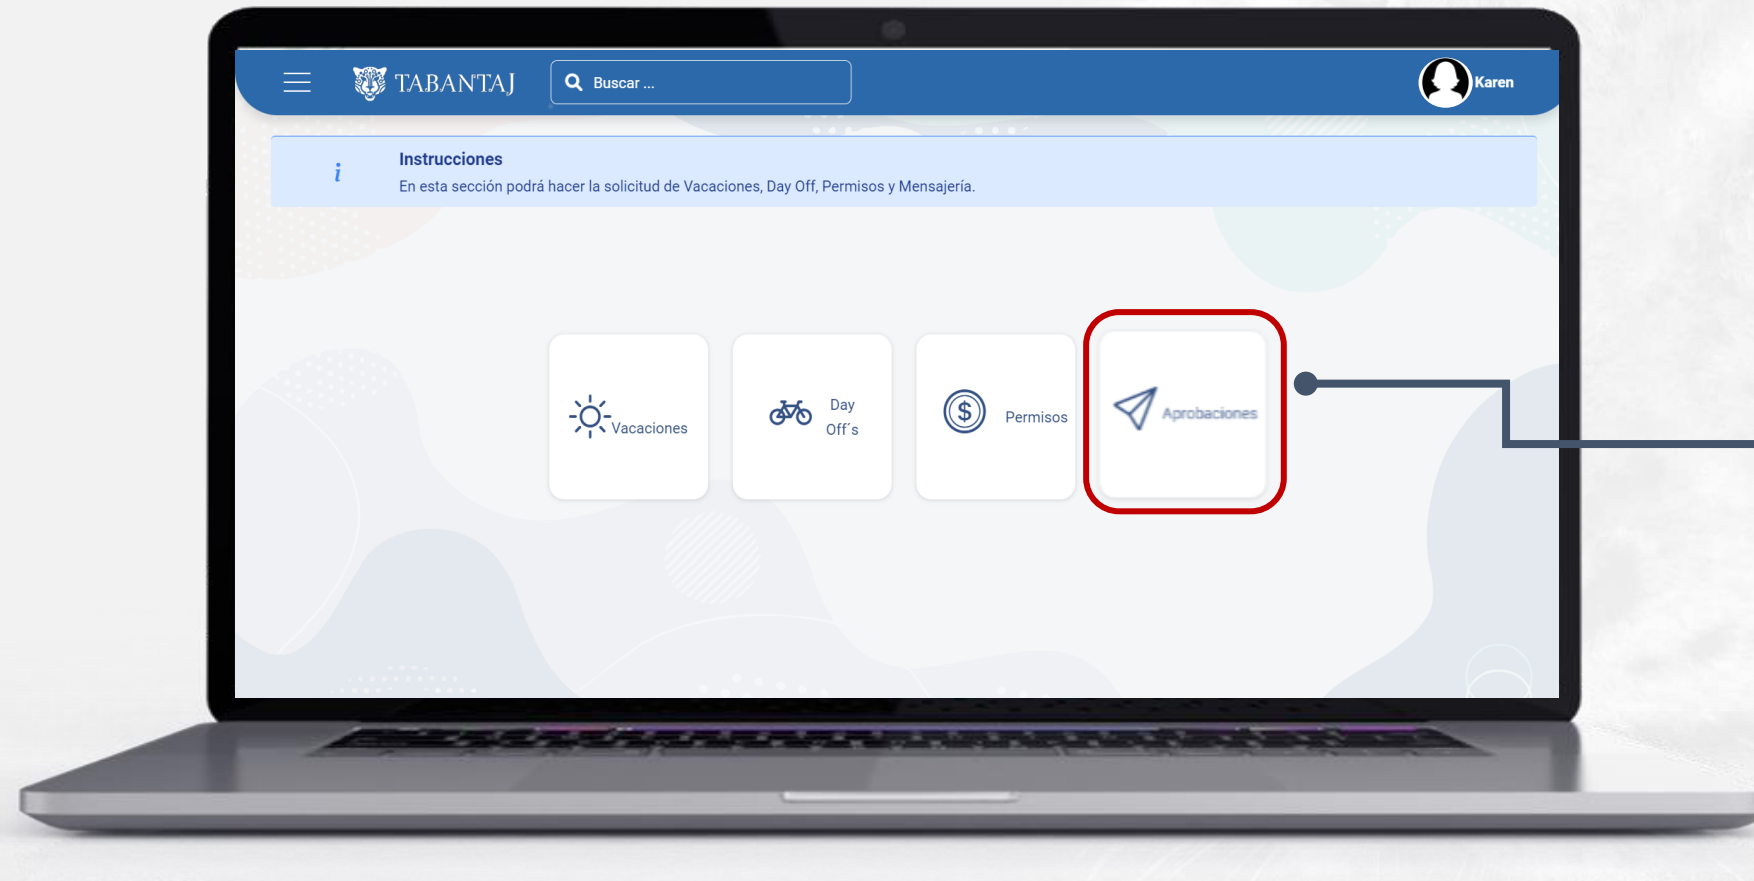 TABANTAJ
Buscar ...
Karen
Instrucciones
i
En esta sección podrá hacer la solicitud de Vacaciones, Day Off, Permisos y Mensajería.
Vacaciones
Day
Off´s
$
Permisos
Aprobaciones